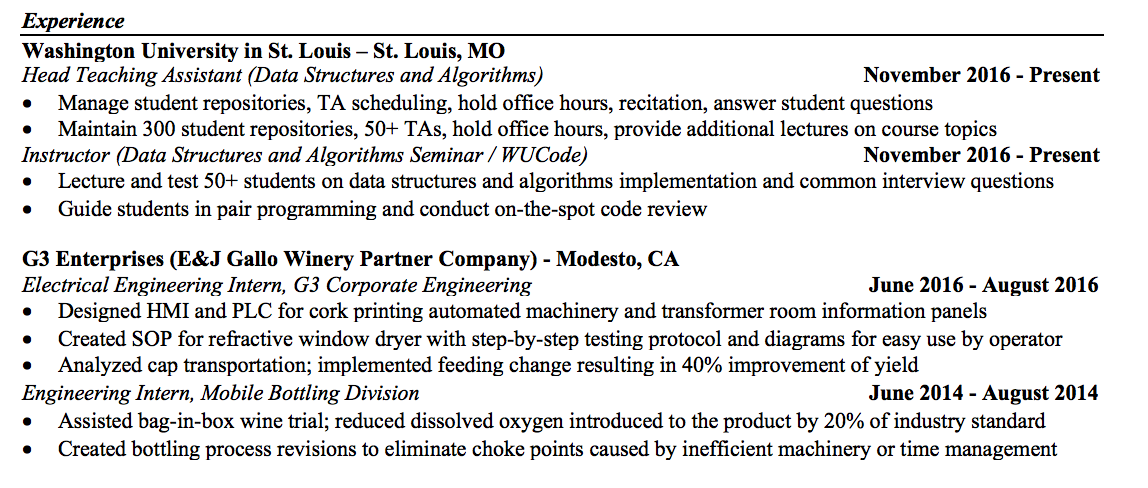 Experience
Washington University in St. Louis – St. Louis, MO
Head Teaching Assistant (Data Structures and Algorithms) November 2016 - Present
• Manage student repositories, TA scheduling, hold office hours, recitation, answer student questions
• Maintain 300 student repositories, 50+ TAs, hold office hours, provide additional lectures on course topics
Instructor (Data Structures and Algorithms Seminar / WUCode) November 2016 - Present
• Lecture and test 50+ students on data structures and algorithms implementation and common interview questions
• Guide students in pair programming and conduct on-the-spot code review
G3 Enterprises (E&J Gallo Winery Partner Company) - Modesto, CA
Electrical Engineering Intern, G3 Corporate Engineering June 2016 - August 2016
• Designed HMI and PLC for cork printing automated machinery and transformer room information panels
• Created SOP for refractive window dryer with step-by-step testing protocol and diagrams for easy use by operator
• Analyzed cap transportation; implemented feeding change resulting in 40% improvement of yield
Engineering Intern, Mobile Bottling Division June 2014 - August 2014
• Assisted bag-in-box wine trial; reduced dissolved oxygen introduced to the product by 20% of industry standard
• Created bottling process revisions to eliminate choke points caused by inefficient machinery or time management